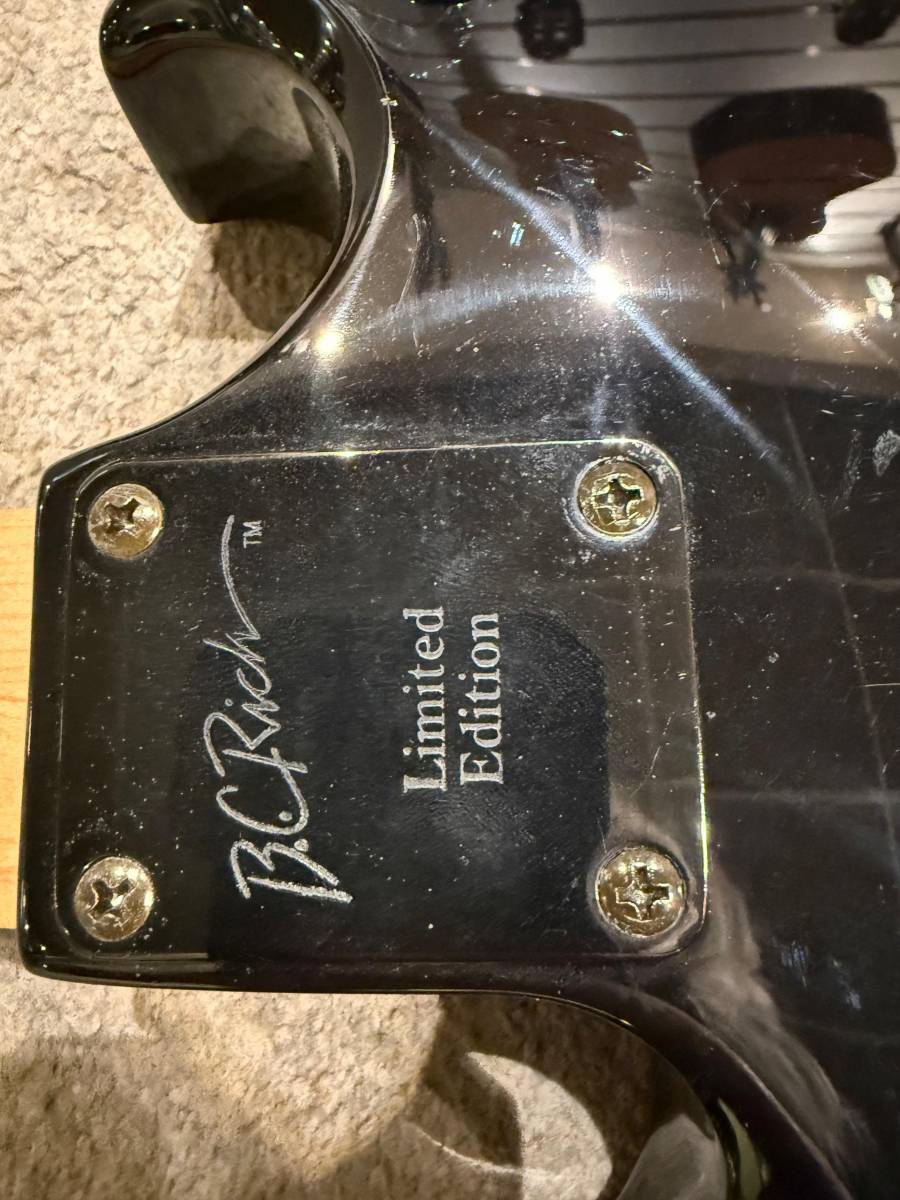 B.C. Rich™
Limited
Edition